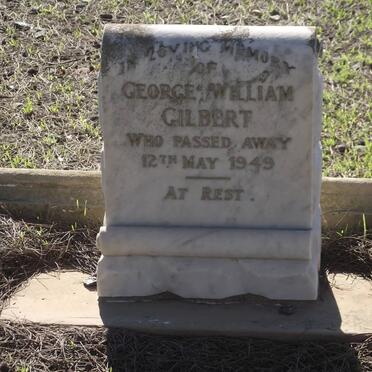 IN LOVING MEMORY
OF
GEORGE WILLIAM
GILBERT
WHO PASSED AWAY
12TH MAY 1949
AT REST.